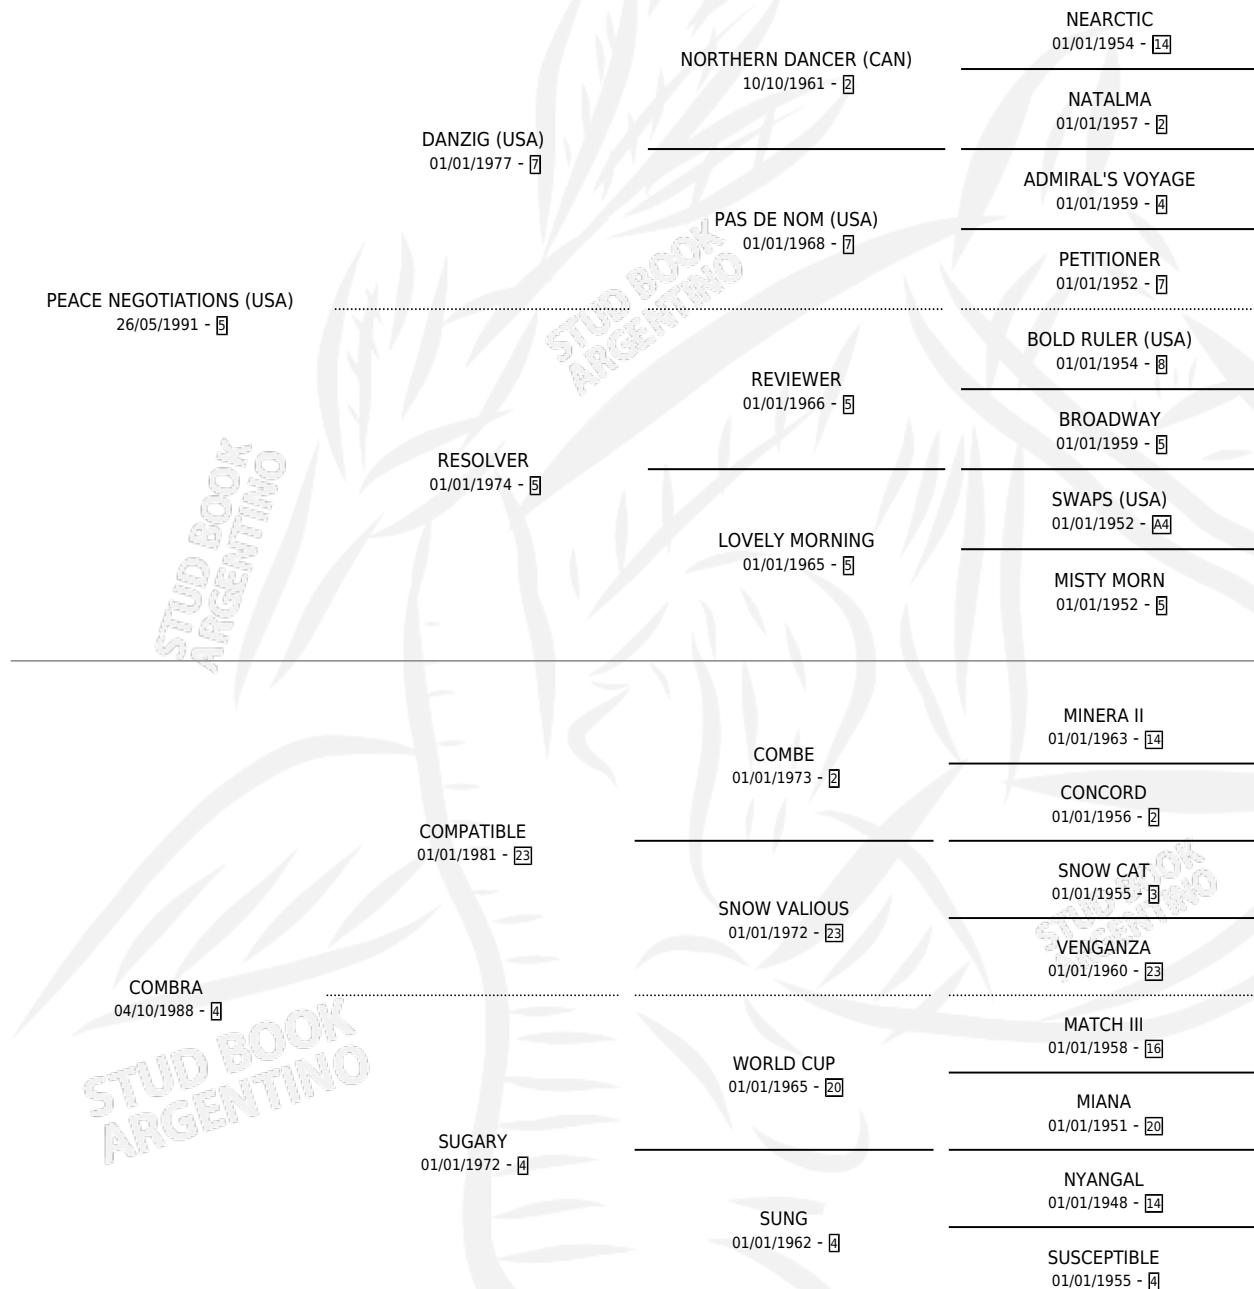 NEARCTIC
01/01/1954 - 14
NORTHERN DANCER (CAN)
10/10/1961 - 2
NATALMA
01/01/1957 - 2
DANZIG (USA)
01/01/1977 - 7
ADMIRAL'S VOYAGE
01/01/1959 - 4
PAS DE NOM (USA)
01/01/1968 - 7
PETITIONER
01/01/1952 - 7
PEACE NEGOTIATIONS (USA)
26/05/1991 - 5
STUD BOOK
ARGENTINO
BOLD RULER (USA)
01/01/1954 - 8
REVIEWER
01/01/1966 - 5
BROADWAY
01/01/1959 - 5
RESOLVER
01/01/1974 - 5
SWAPS (USA)
01/01/1952 - A4
LOVELY MORNING
01/01/1965 - 5
MISTY MORN
01/01/1952 - 5
STUD BOOK
ARGENTINO
MINERA II
01/01/1963 - 14
COMBE
01/01/1973 - 2
CONCORD
01/01/1956 - 2
COMPATIBLE
01/01/1981 - 23
SNOW CAT
01/01/1955 - 3
SNOW VALIOUS
01/01/1972 - 23
VENGANZA
01/01/1960 - 23
STUD BOOK
ARGENTINO
COMBRA
04/10/1988 - 4
MATCH III
01/01/1958 - 16
WORLD CUP
01/01/1965 - 20
MIANA
01/01/1951 - 20
STUD BOOK
ARGENTINO
SUGARY
01/01/1972 - 4
NYANGAL
01/01/1948 - 14
SUNG
01/01/1962 - 4
SUSCEPTIBLE
01/01/1955 - 4